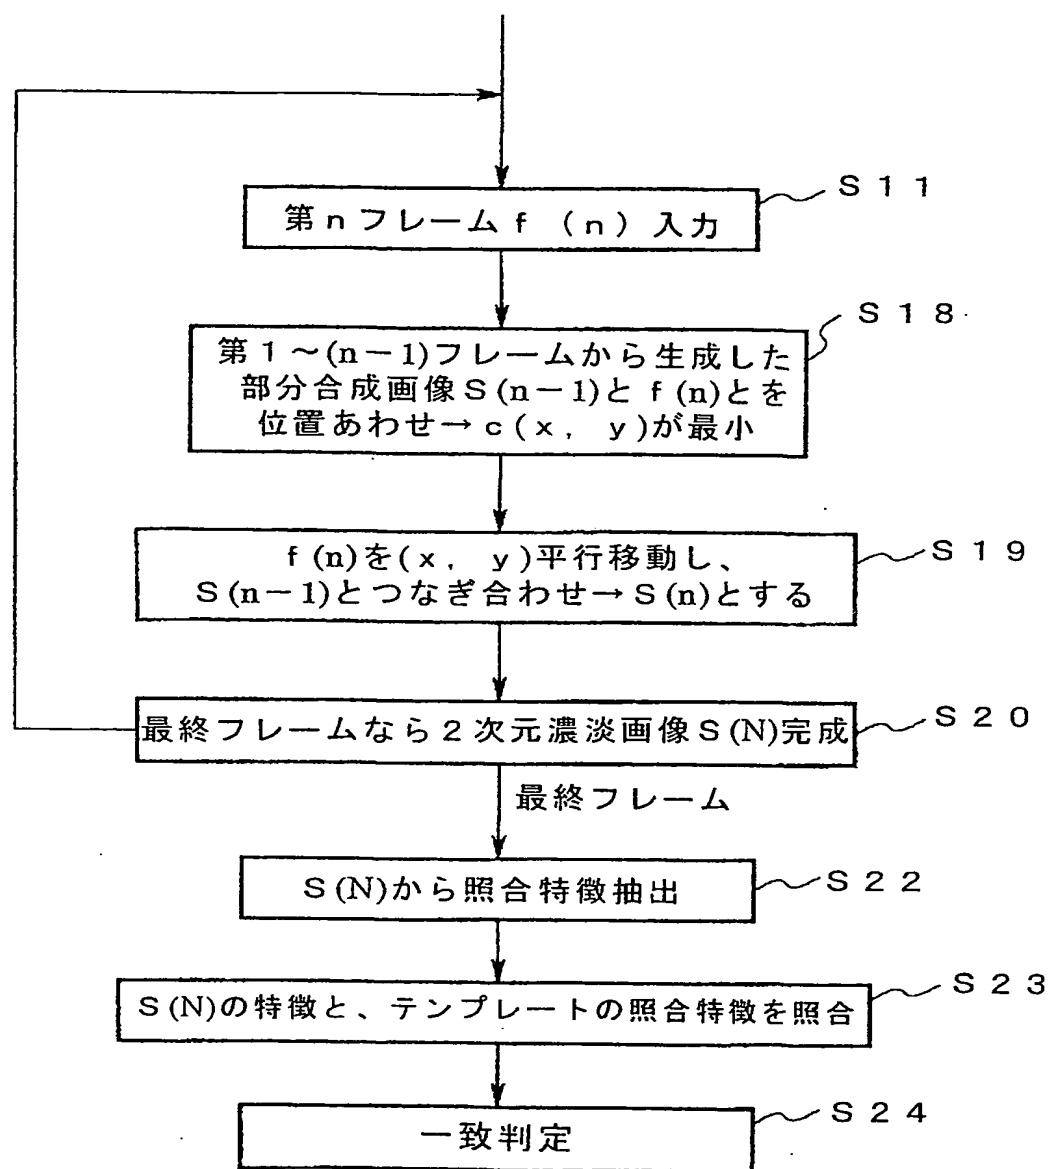 S11
第nフレームf (n) 入力
S18
第1~(n-1)フレームから生成した
部分合成画像S(n-1)とf(n)とを
位置あわせ→c(x, y)が最小
S19
f(n)を(x, y)平行移動し、
S(n-1)とつなぎ合わせ→S(n)とする
S20
最終フレームなら2次元濃淡画像S(N)完成
最終フレーム
S22
S(N)から照合特徴抽出
S23
S(N)の特徴と、テンプレートの照合特徴を照合
S24
一致判定